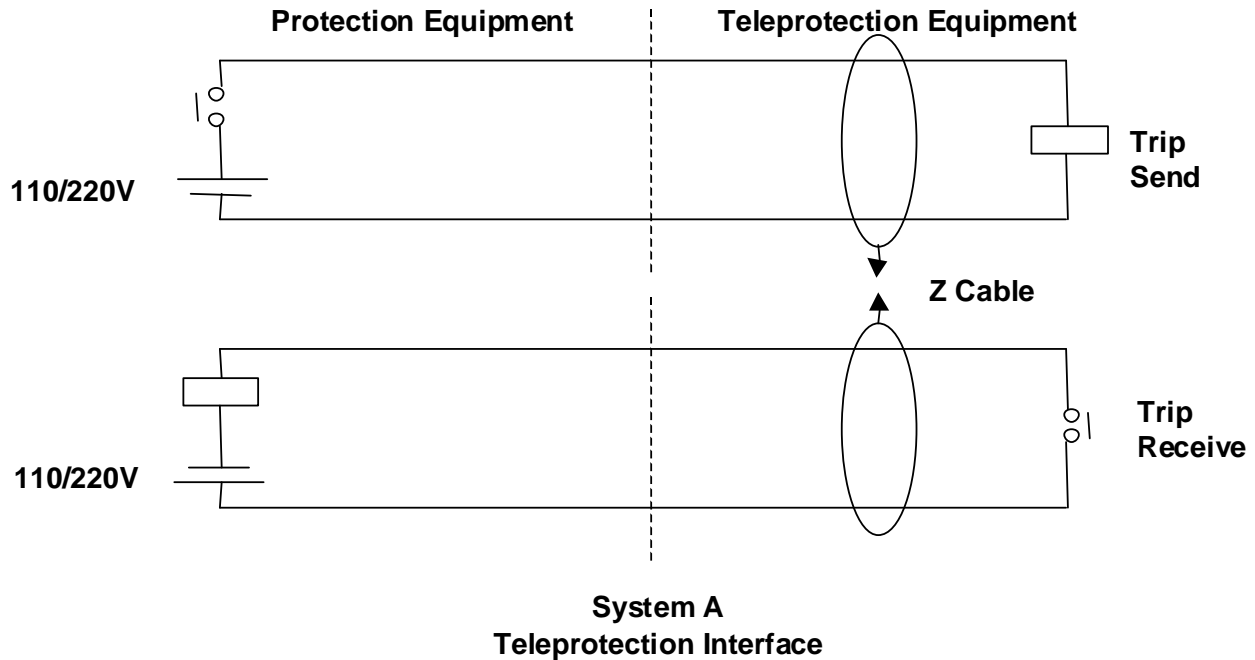 Protection Equipment
Teleprotection Equipment
110/220V
Trip
Send
Z Cable
110/220V
Trip
Receive
System A
Teleprotection Interface